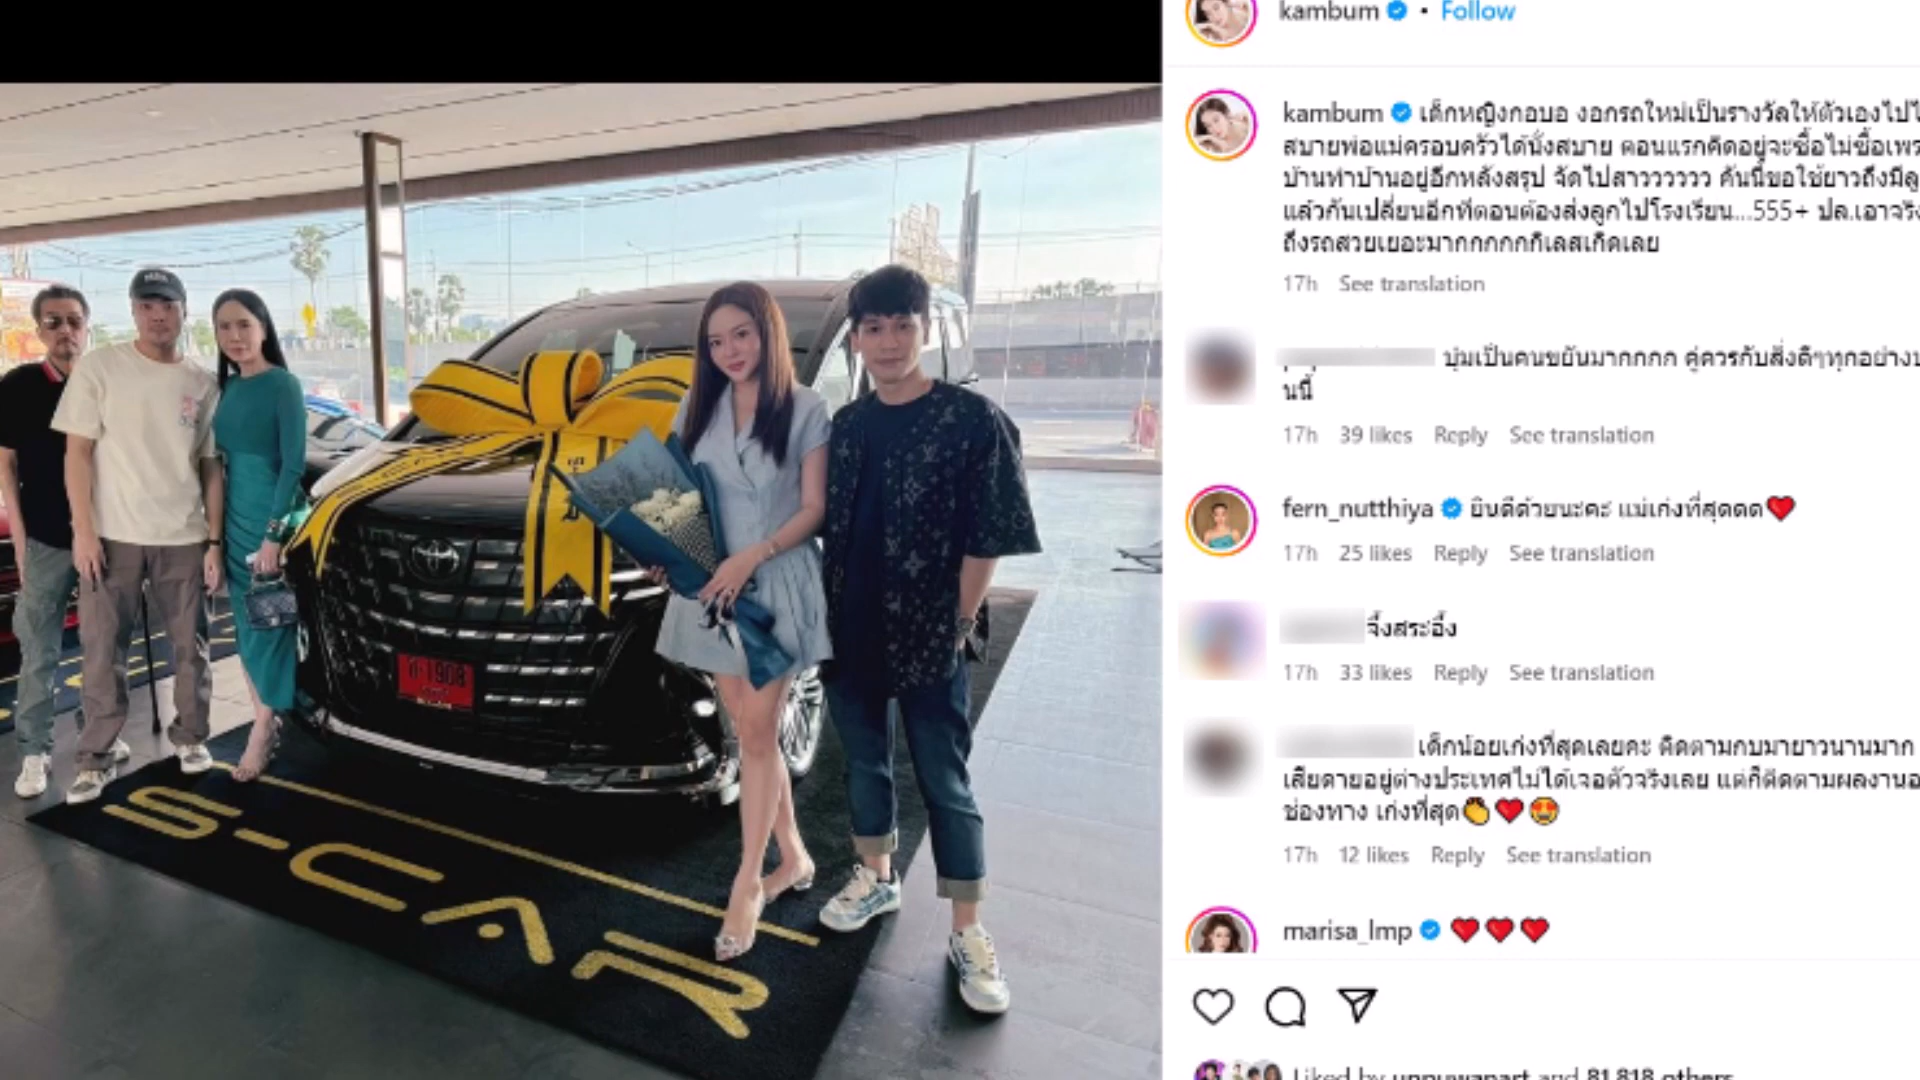 kambum • Follow
kambum เด็กหญิงกอบอ งอกรถใหม่เป็นรางวัลให้ตัวเองไป
สบายพ่อแม่ครอบครัวได้นั่งสบาย ตอนแรกคิดอยู่จะซื้อไม่ซื้อเพร
บ้านทำบ้านอยู่อีกหลังสรุป จัดไปสาวววววว คันนี้ขอใช้ยาวถึงมีลู
แล้วกันเปลี่ยนอีกทีตอนต้องส่งลูกไปโรงเรียน...555+ ปล.เอาจริง
ถึงรถสวยเยอะมากกกกกกิเลสเกิดเลย
17h See translation
บุ๋มเป็นคนขยันมากกกก คู่ควรกับสิ่งดีๆทุกอย่างบ
นนี้
17h 39 likes Reply See translation
fern_nutthiya ยินดีด้วยนะคะ แม่เก่งที่สุดดด❤️
17h 25 likes Reply See translation
จึ้งสระอึ้ง
17h 33 likes Reply See translation
เด็กน้อยเก่งที่สุดเลยคะ ติดตามกบมายาวนานมาก
เสียดายอยู่ต่างประเทศไม่ได้เจอตัวจริงเลย แต่ก็ติดตามผลงานอ
ช่องทาง เก่งที่สุด👏❤️😍
17h 12 likes Reply See translation
marisa_lmp ❤️❤️❤️
Liked by unpuwapart and 81,818 others
1908
S-CAR